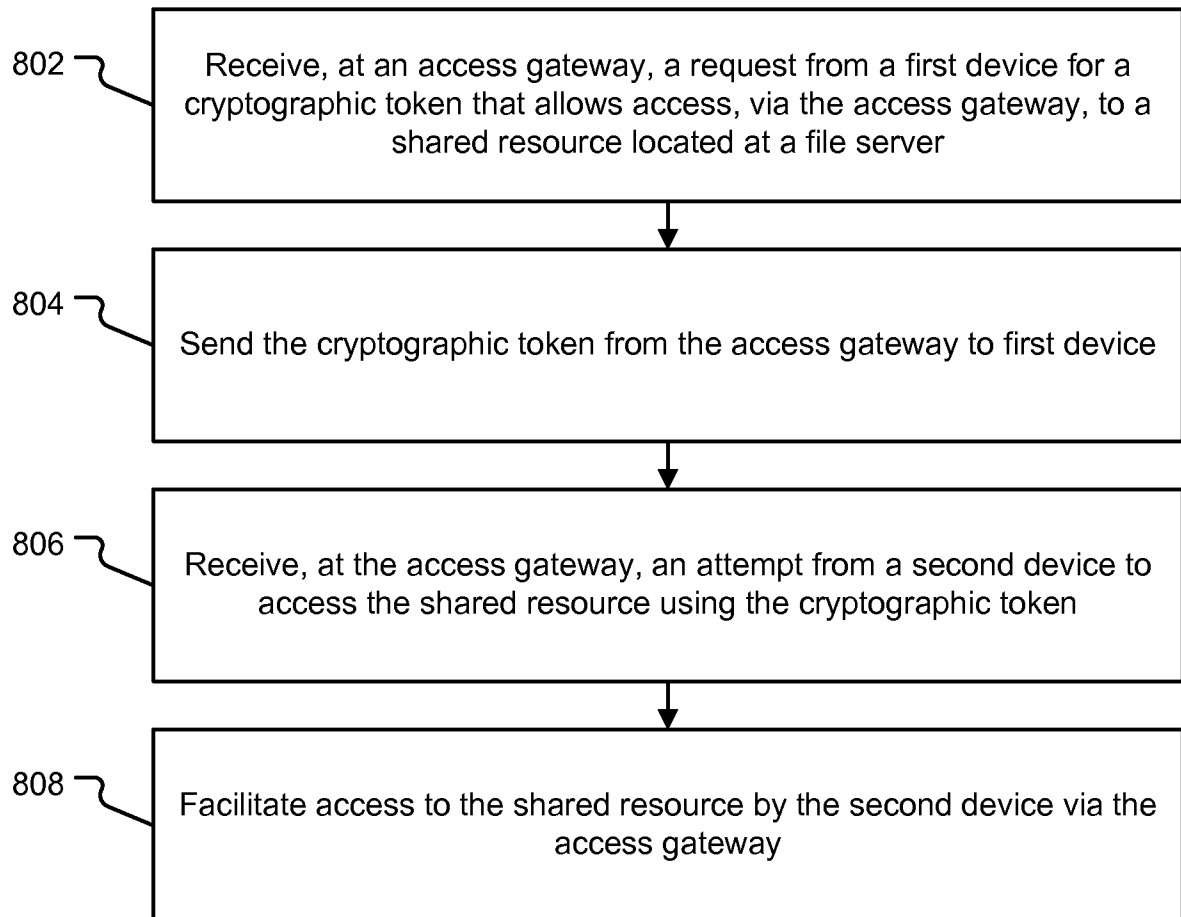 802
Receive, at an access gateway, a request from a first device for a
cryptographic token that allows access, via the access gateway, to a
shared resource located at a file server
804
Send the cryptographic token from the access gateway to first device
806
Receive, at the access gateway, an attempt from a second device to
access the shared resource using the cryptographic token
808
Facilitate access to the shared resource by the second device via the
access gateway